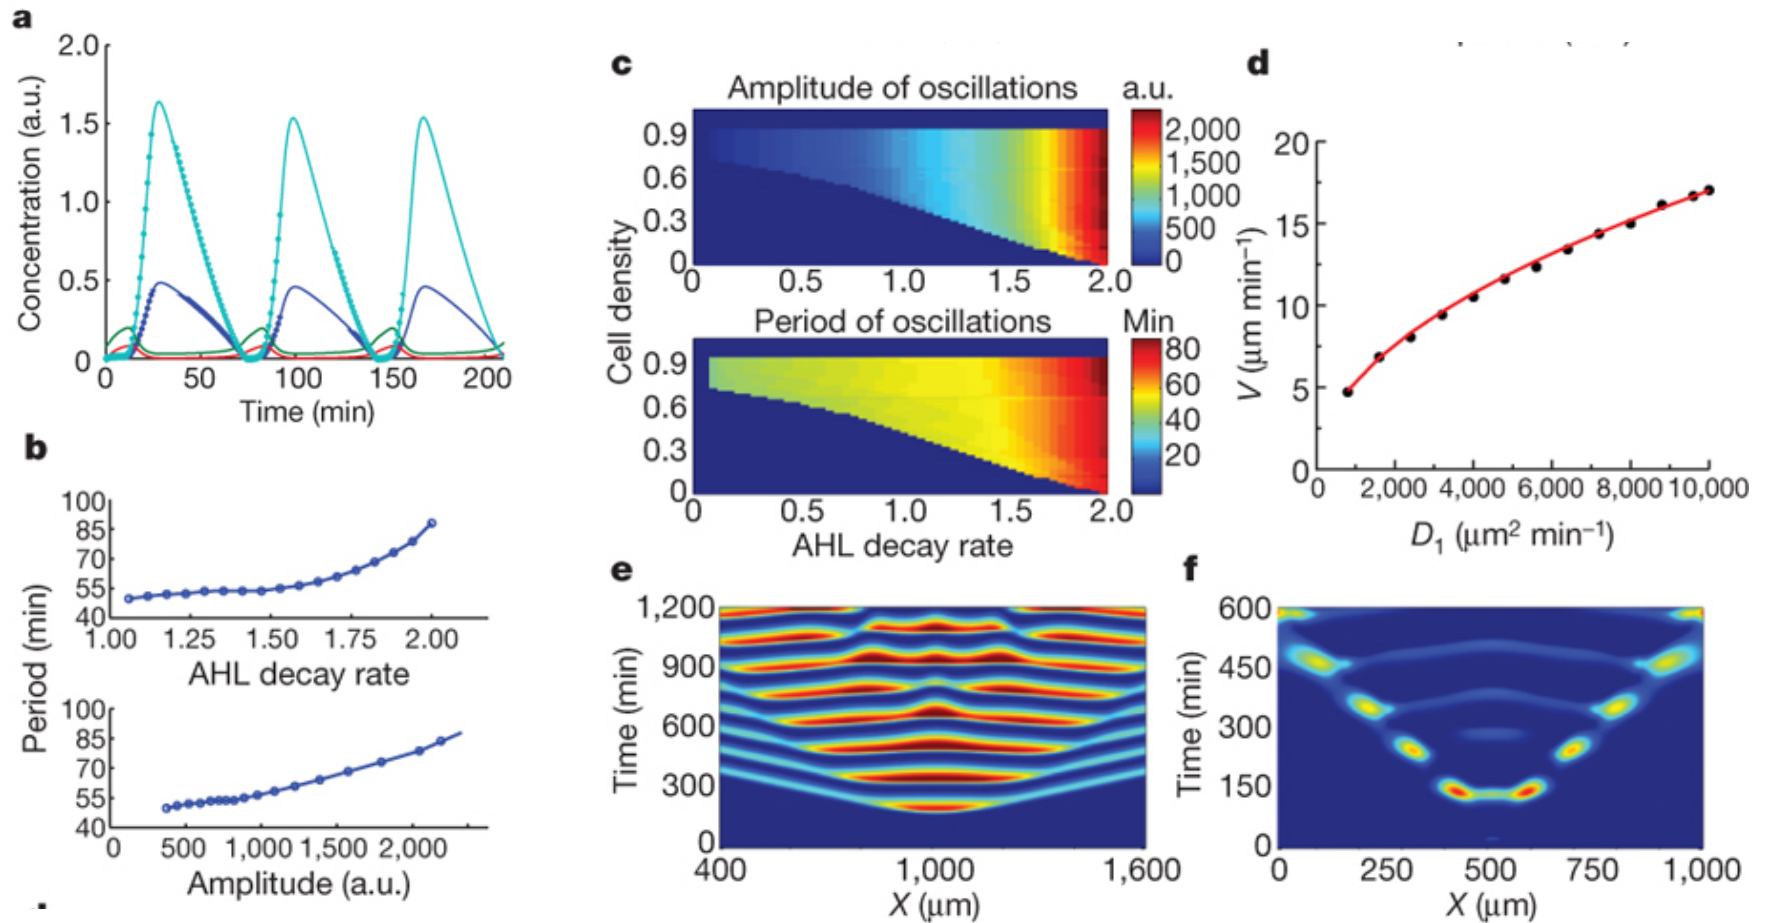 a
2.0
1.5
1.0
0.5
0
Concentration (a.u.)
0 50 100 150 200
Time (min)
b
100
85
70
55
40
1.00 1.25 1.50 1.75 2.00
AHL decay rate
Period (min)
100
85
70
55
40
0 500 1,000 1,500 2,000
Amplitude (a.u.)
c
Amplitude of oscillations a.u.
0.9
0.6
0.3
0
0 0.5 1.0 1.5 2.0
2,000
1,500
1,000
500
0
Cell density
Period of oscillations Min
0.9
0.6
0.3
0
0 0.5 1.0 1.5 2.0
80
60
40
20
AHL decay rate
d
20
15
10
5
0
V (μm min⁻¹)
0 2,000 4,000 6,000 8,000 10,000
D₁ (μm² min⁻¹)
e
1,200
900
600
300
0
Time (min)
400 1,000 1,600
X (μm)
f
600
450
300
150
0
Time (min)
0 250 500 750 1,000
X (μm)